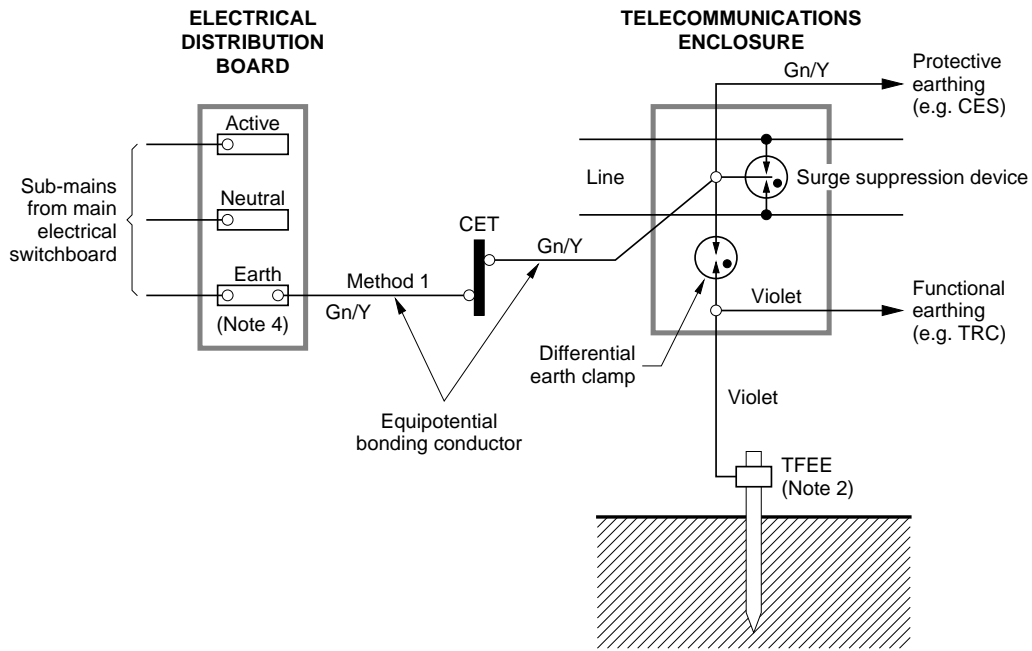 ELECTRICAL
DISTRIBUTION
BOARD
TELECOMMUNICATIONS
ENCLOSURE
Gn/Y
Protective
earthing
(e.g. CES)
Active
Line
Surge suppression device
Sub-mains
from main
electrical
switchboard
Neutral
CET
Gn/Y
Earth
Method 1
Gn/Y
(Note 4)
Violet
Functional
earthing
(e.g. TRC)
Differential
earth clamp
Equipotential
bonding conductor
Violet
TFEE
(Note 2)